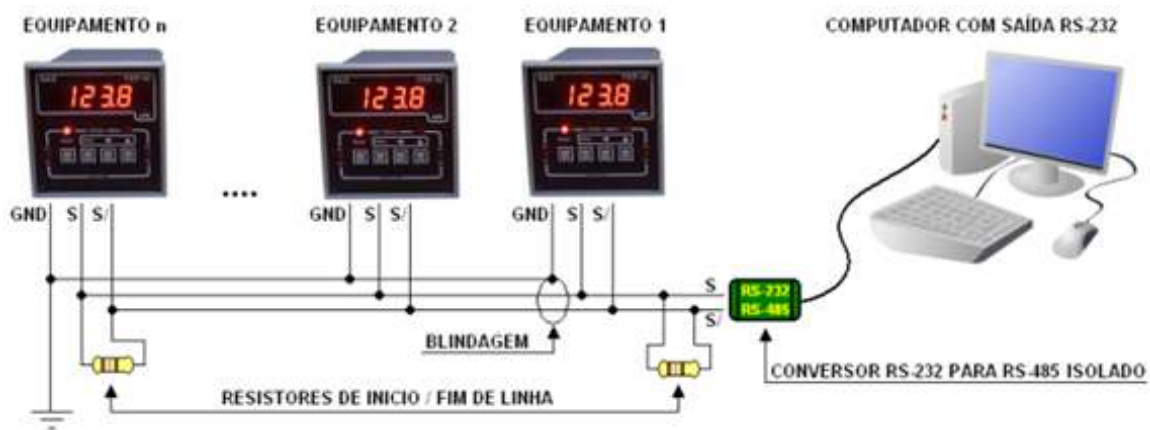 EQUIPAMENTO n
EQUIPAMENTO 2
EQUIPAMENTO 1
COMPUTADOR COM SAÍDA RS-232
123.8
123.8
123.8
....
GND S S/
GND S S/
GND S S/
S
S/
RS-232
RS-485
BLINDAGEM
CONVERSOR RS-232 PARA RS-485 ISOLADO
RESISTORES DE INICIO / FIM DE LINHA